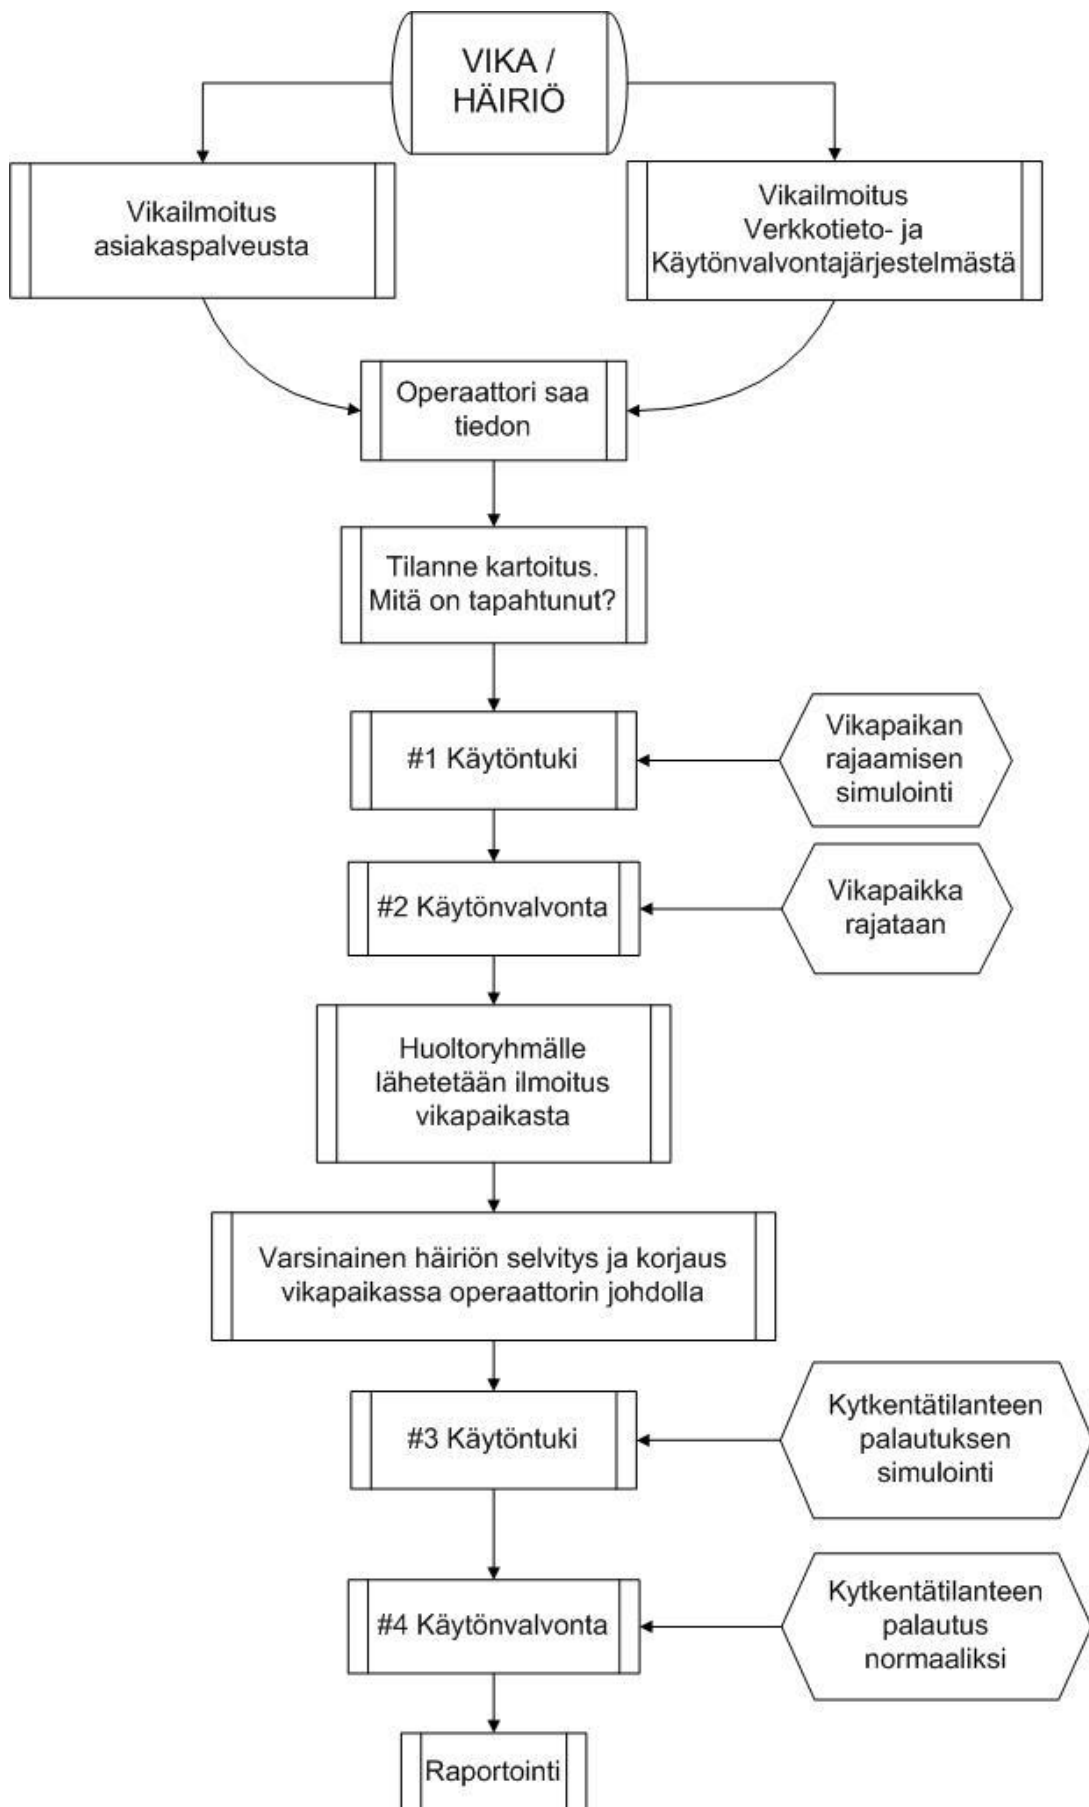 VIKA /
HÄIRIÖ
Vikailmoitus
asiakaspalveusta
Vikailmoitus
Verkkotieto- ja
Käytönvalvontajärjestelmästä
Operaattori saa
tiedon
Tilanne kartoitus.
Mitä on tapahtunut?
#1 Käytöntuki
Vikapaikan
rajaamisen
simulointi
#2 Käytönvalvonta
Vikapaikka
rajataan
Huoltoryhmälle
lähetetään ilmoitus
vikapaikasta
Varsinainen häiriön selvitys ja korjaus
vikapaikassa operaattorin johdolla
#3 Käytöntuki
Kytkentätilanteen
palautuksen
simulointi
#4 Käytönvalvonta
Kytkentätilanteen
palautus
normaaliksi
Raportointi